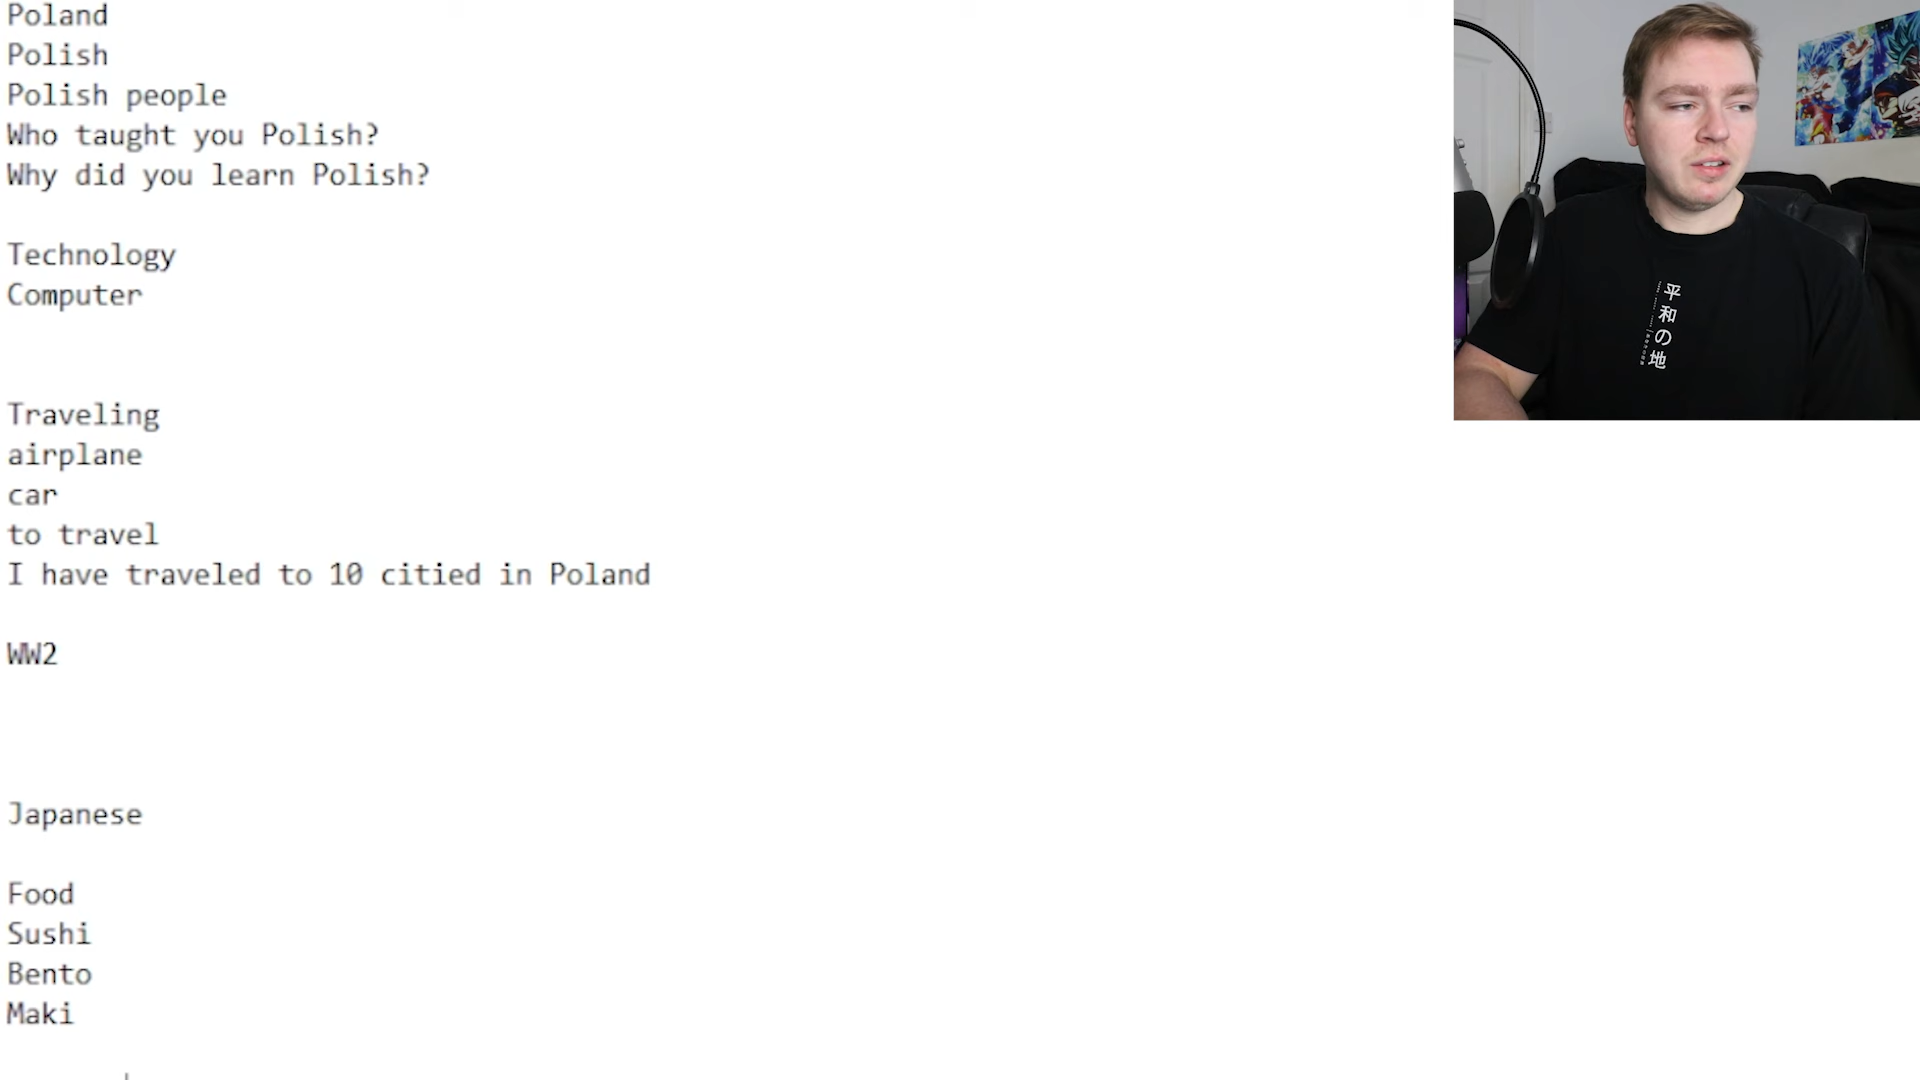 Poland
Polish
Polish people
Who taught you Polish?
Why did you learn Polish?
Technology
Computer
Traveling
airplane
car
to travel
I have traveled to 10 citied in Poland
WW2
Japanese
Food
Sushi
Bento
Maki
平和の地